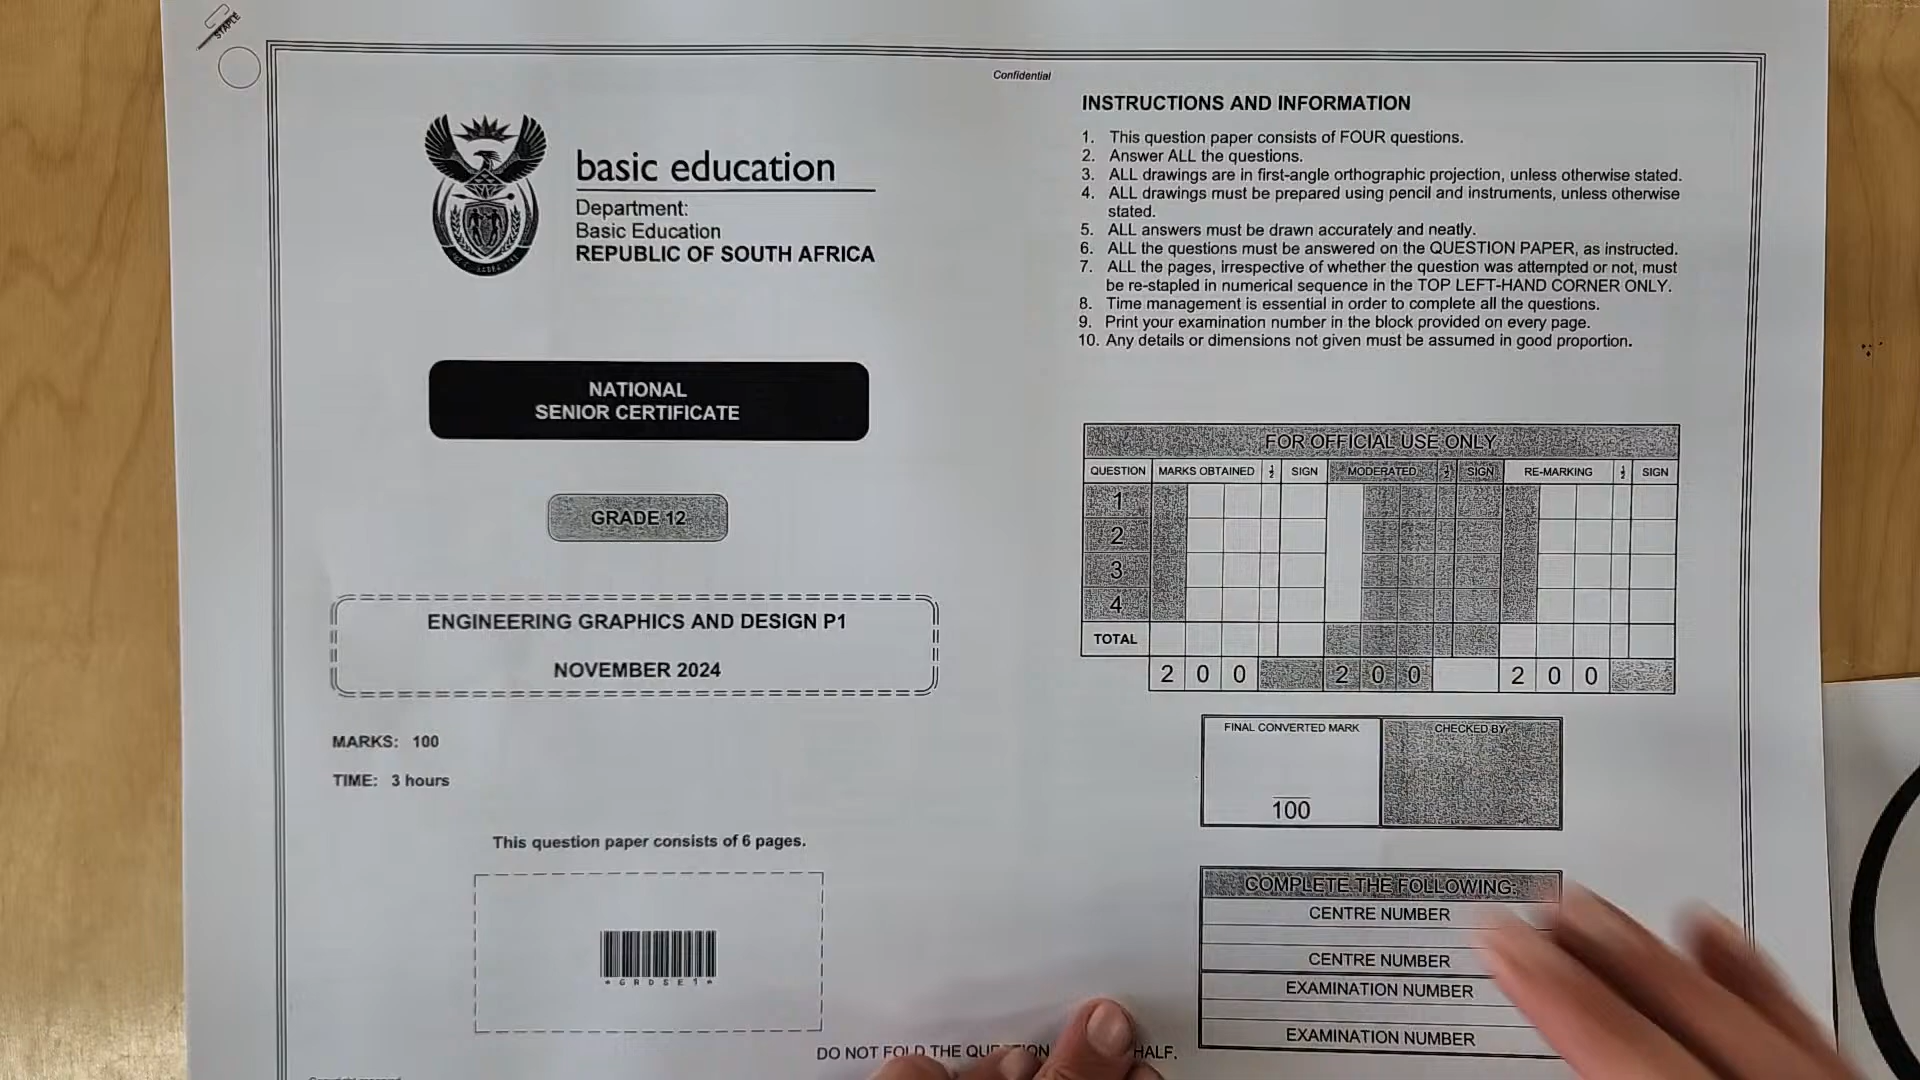 STAPLE
Confidential
basic education
Department:
Basic Education
REPUBLIC OF SOUTH AFRICA
NATIONAL
SENIOR CERTIFICATE
GRADE 12
ENGINEERING GRAPHICS AND DESIGN P1
NOVEMBER 2024
MARKS: 100
TIME: 3 hours
This question paper consists of 6 pages.
*GRDSE1*
INSTRUCTIONS AND INFORMATION
1. This question paper consists of FOUR questions.
2. Answer ALL the questions.
3. ALL drawings are in first-angle orthographic projection, unless otherwise stated.
4. ALL drawings must be prepared using pencil and instruments, unless otherwise
stated.
5. ALL answers must be drawn accurately and neatly.
6. ALL the questions must be answered on the QUESTION PAPER, as instructed.
7. ALL the pages, irrespective of whether the question was attempted or not, must
be re-stapled in numerical sequence in the TOP LEFT-HAND CORNER ONLY.
8. Time management is essential in order to complete all the questions.
9. Print your examination number in the block provided on every page.
10. Any details or dimensions not given must be assumed in good proportion.
FOR OFFICIAL USE ONLY
QUESTION MARKS OBTAINED ½ SIGN MODERATED ½ SIGN RE-MARKING ½ SIGN
1
2
3
4
TOTAL
2 0 0 2 0 0 2 0 0
FINAL CONVERTED MARK CHECKED BY
100
COMPLETE THE FOLLOWING:
CENTRE NUMBER
CENTRE NUMBER
EXAMINATION NUMBER
EXAMINATION NUMBER
DO NOT FOLD THE HALF.